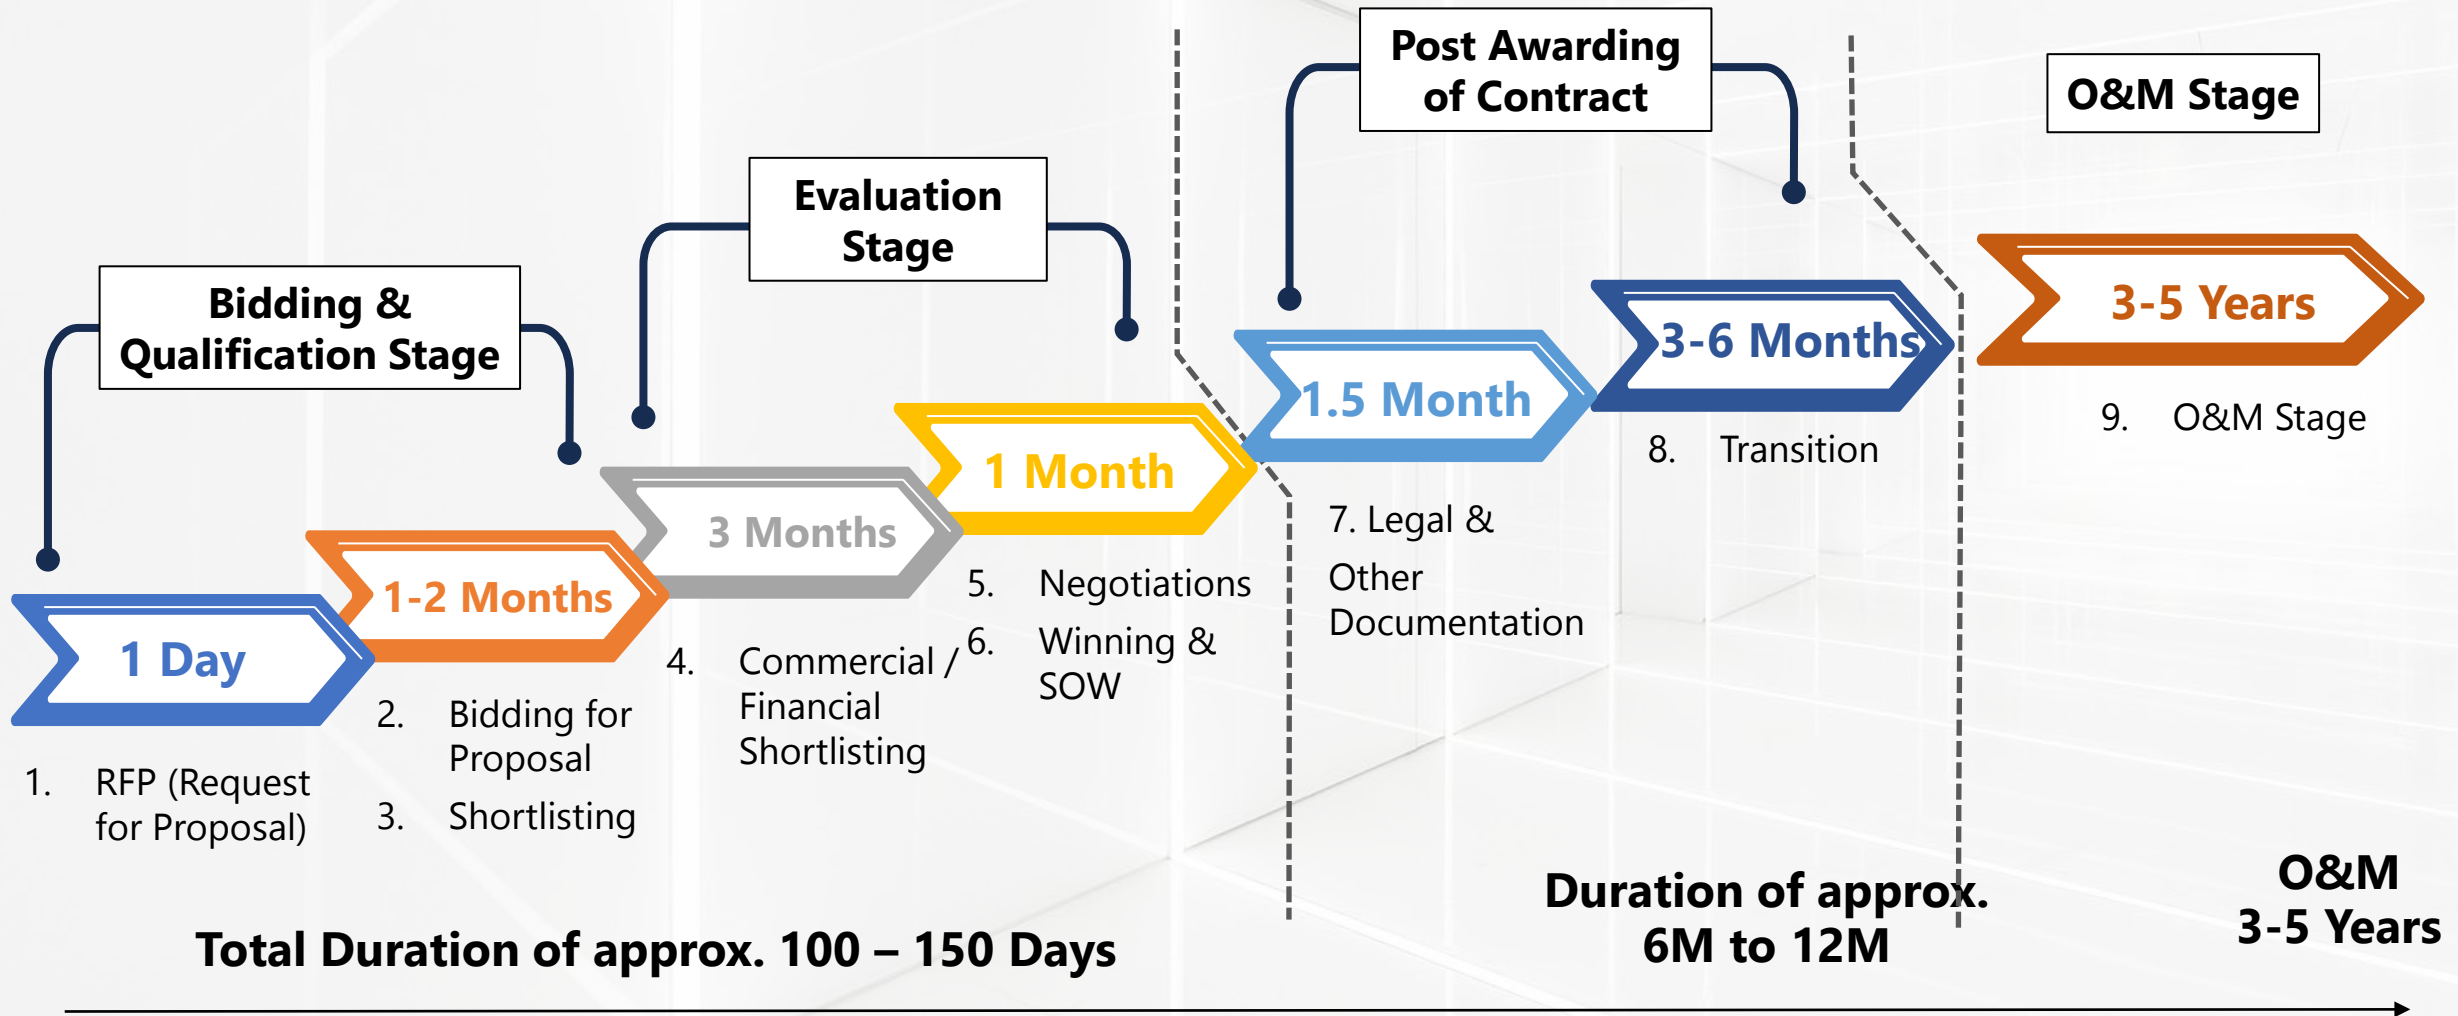 Bidding &
Qualification Stage
Evaluation
Stage
Post Awarding
of Contract
O&M Stage
1 Day
1. RFP (Request
for Proposal)
1-2 Months
2. Bidding for
Proposal
3. Shortlisting
3 Months
4. Commercial /
Financial
Shortlisting
1 Month
5. Negotiations
6. Winning &
SOW
1.5 Month
7. Legal &
Other
Documentation
3-6 Months
8. Transition
3-5 Years
9. O&M Stage
Total Duration of approx. 100 – 150 Days
Duration of approx.
6M to 12M
O&M
3-5 Years